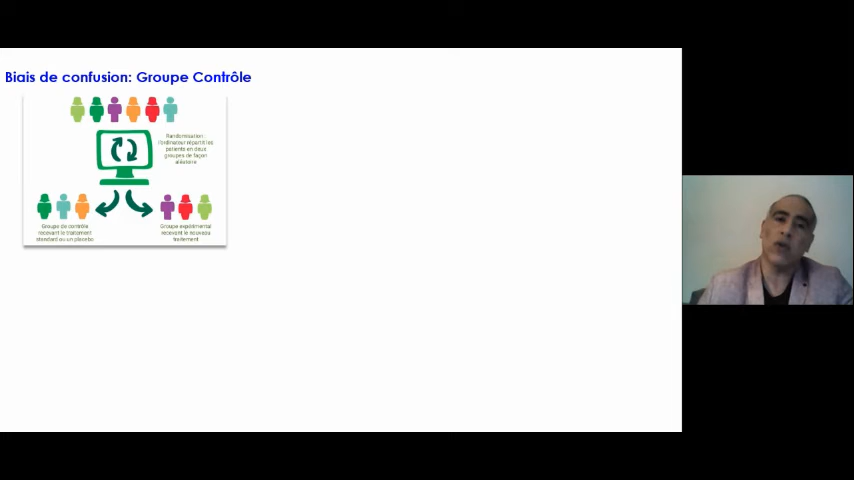 Biais de confusion: Groupe Contrôle
Randomisation :
l'ordinateur répartit les
patients en deux
groupes de façon
aléatoire
Groupe de contrôle
recevant le traitement
standard ou un placebo
Groupe expérimental
recevant le nouveau
traitement